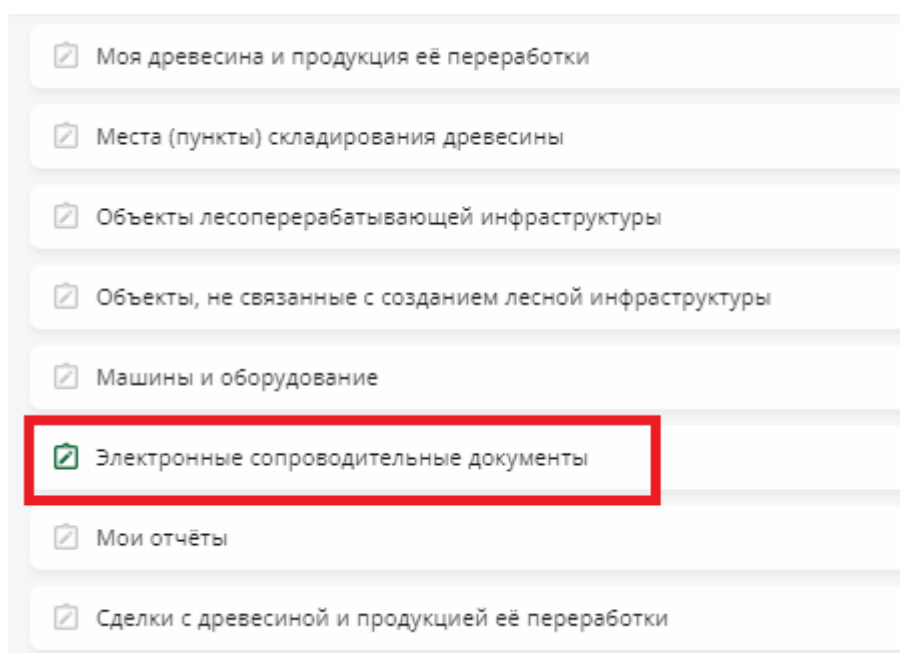 Моя древесина и продукция её переработки
Места (пункты) складирования древесины
Объекты лесоперерабатывающей инфраструктуры
Объекты, не связанные с созданием лесной инфраструктуры
Машины и оборудование
Электронные сопроводительные документы
Мои отчёты
Сделки с древесиной и продукцией её переработки